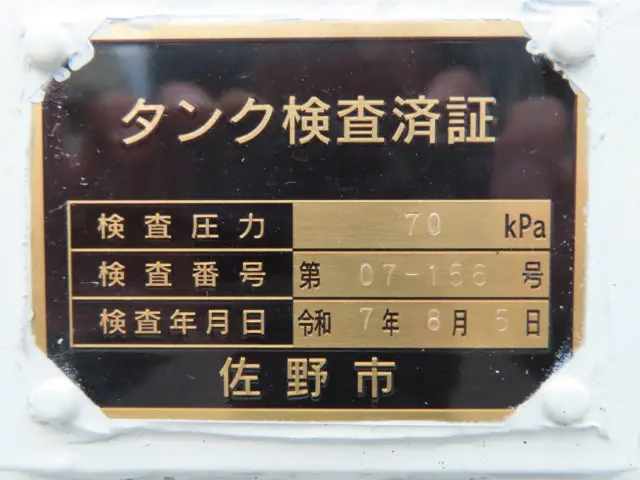 タンク検査済証
検査圧力 70 kPa
検査番号 第 07-156 号
検査年月日 令和 7年 8月 5日
佐野市